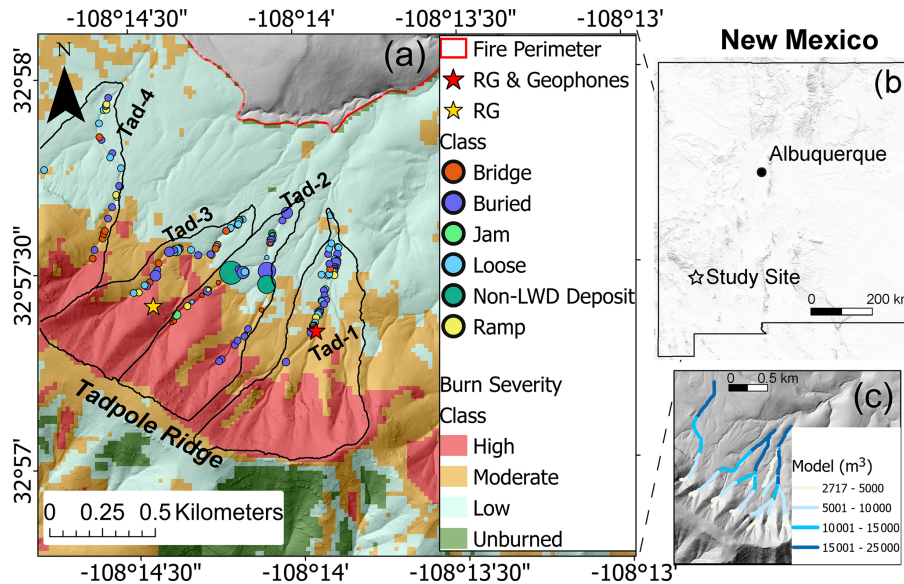 -108°14'30"
-108°14'
-108°13'30"
-108°13'
32°58'
32°57'30"
32°57'
N
(a)
Tad-4
Tad-3
Tad-2
Tad-1
Tadpole Ridge
0 0.25 0.5 Kilometers
Fire Perimeter
RG & Geophones
RG
Class
Bridge
Buried
Jam
Loose
Non-LWD Deposit
Ramp
Burn Severity
Class
High
Moderate
Low
Unburned
-108°14'30"
-108°14'
-108°13'30"
-108°13'
New Mexico
(b)
Albuquerque
Study Site
0 200 km
0 0.5 km
(c)
Model (m³)
2717 - 5000
5001 - 10000
10001 - 15000
15001 - 25000